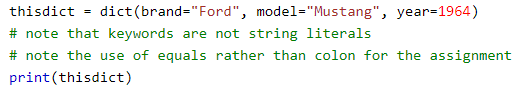 thisdict = dict(brand="Ford", model="Mustang", year=1964)
# note that keywords are not string literals
# note the use of equals rather than colon for the assignment
print(thisdict)